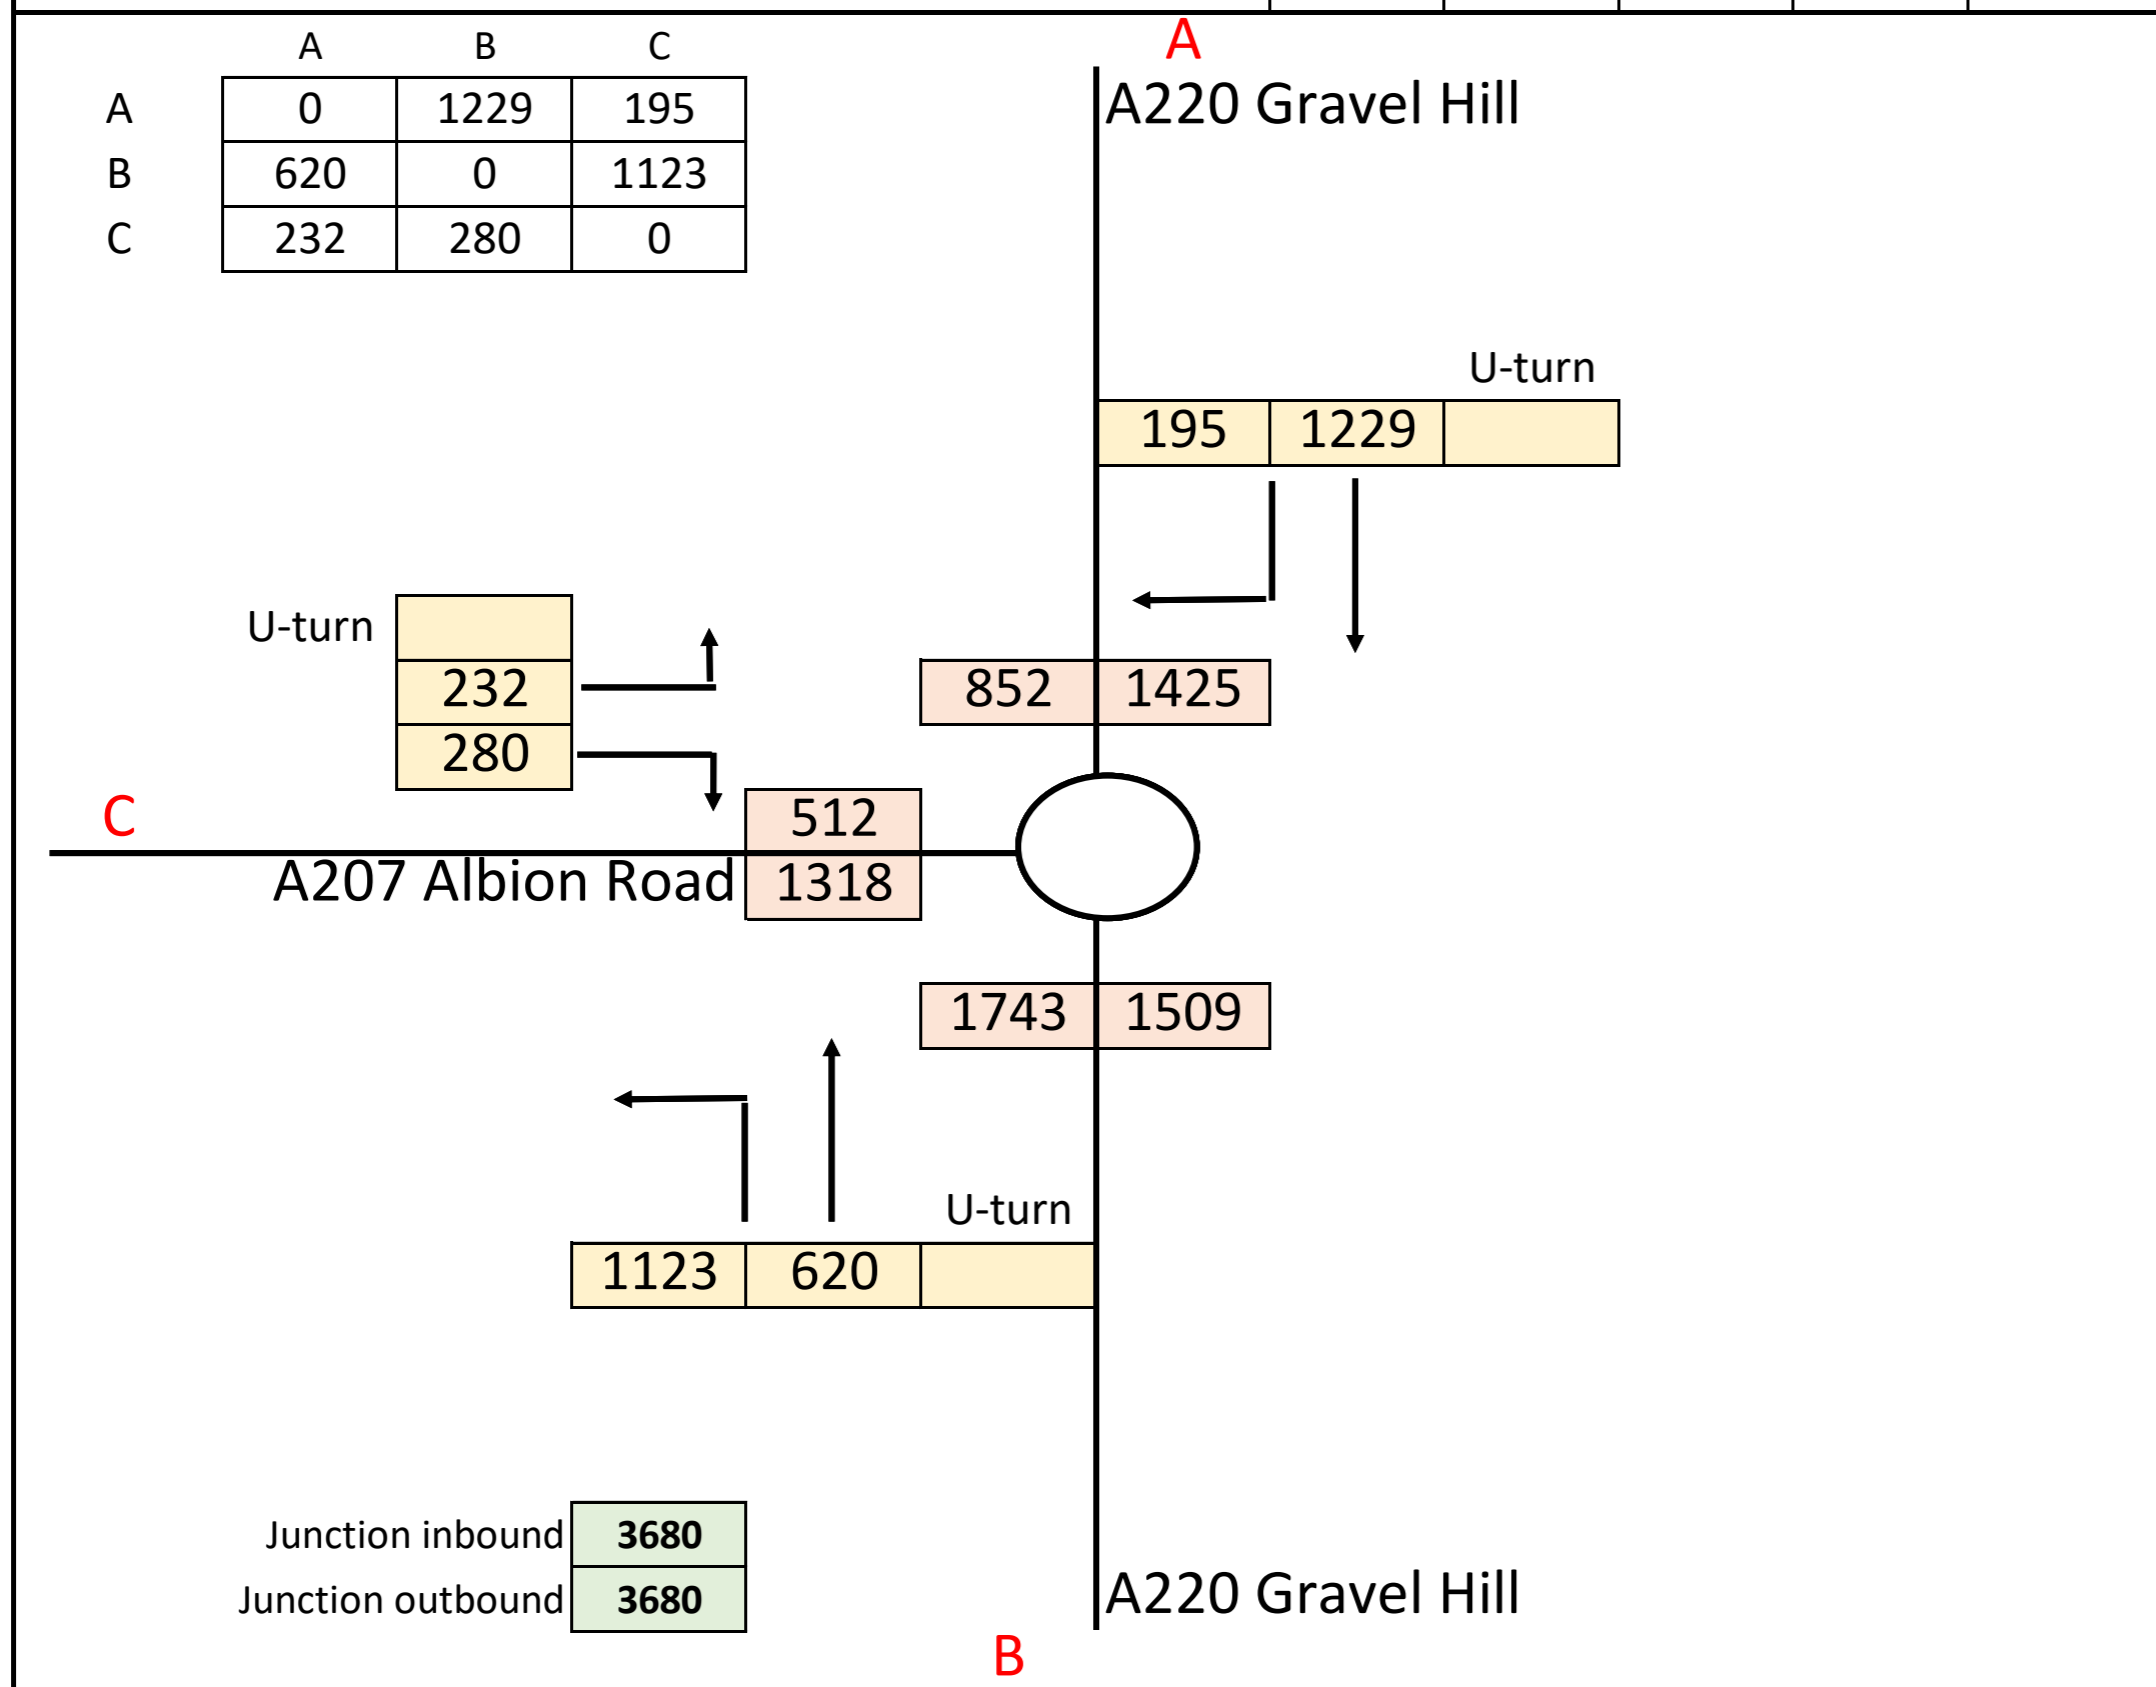 A B C
A
A 0 1229 195
A220 Gravel Hill
B 620 0 1123
C 232 280 0
U-turn
195 1229
U-turn
232
852 1425
280
C
512
A207 Albion Road 1318
1743 1509
U-turn
1123 620
Junction inbound 3680
Junction outbound 3680
A220 Gravel Hill
B